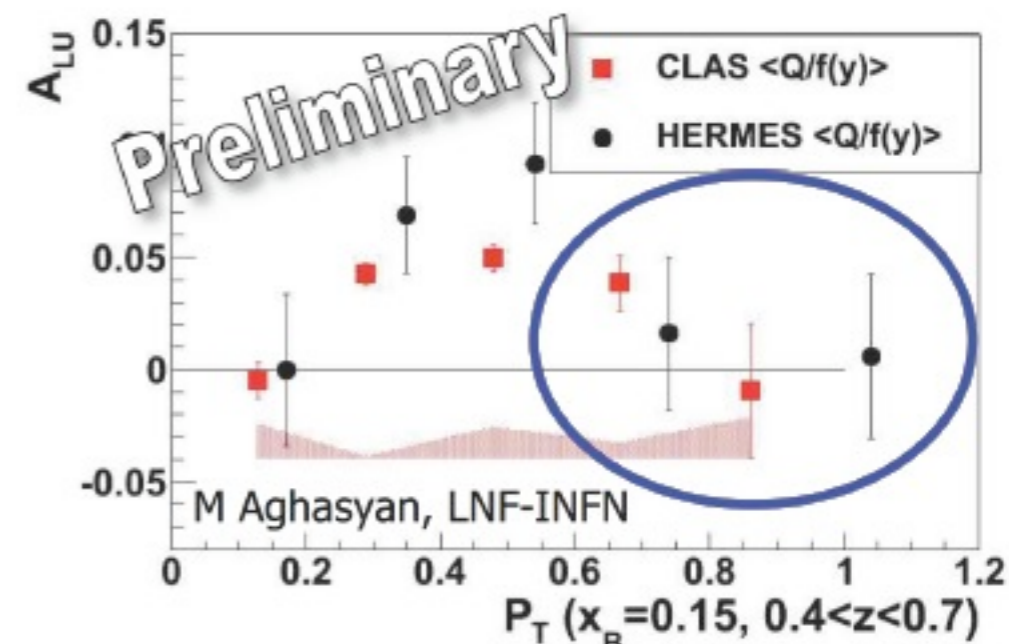 0.15
A_LU
Preliminary
CLAS <Q/f(y)>
HERMES <Q/f(y)>
0.05
0
-0.05
M Aghasyan, LNF-INFN
0 0.2 0.4 0.6 0.8 1 1.2
P_T (x_B=0.15, 0.4<z<0.7)